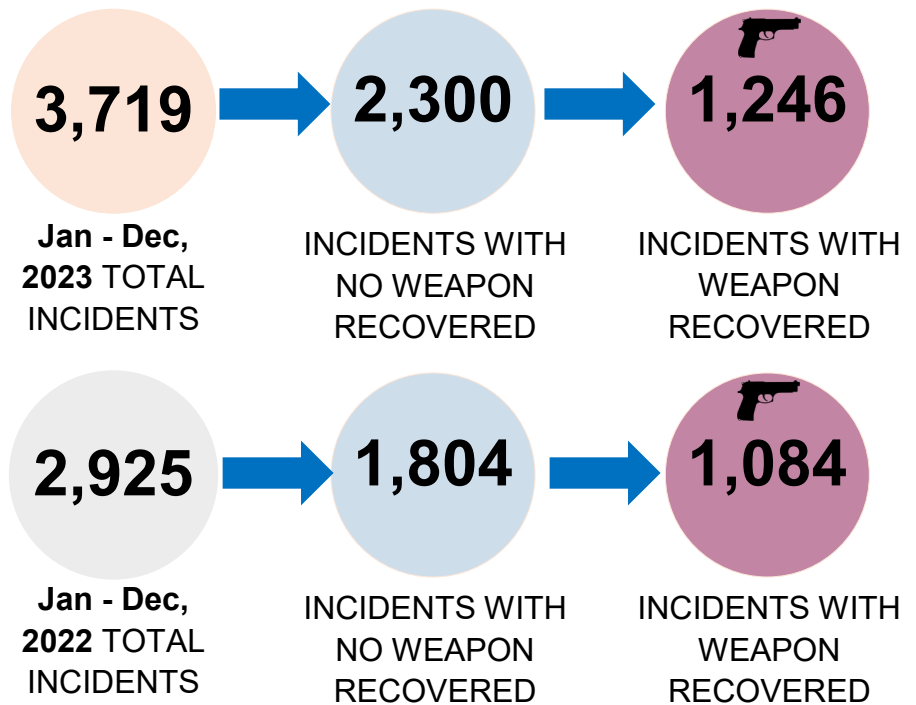 3,719
2,300
1,246
Jan - Dec,
2023 TOTAL
INCIDENTS
INCIDENTS WITH
NO WEAPON
RECOVERED
INCIDENTS WITH
WEAPON
RECOVERED
2,925
1,804
1,084
Jan - Dec,
2022 TOTAL
INCIDENTS
INCIDENTS WITH
NO WEAPON
RECOVERED
INCIDENTS WITH
WEAPON
RECOVERED